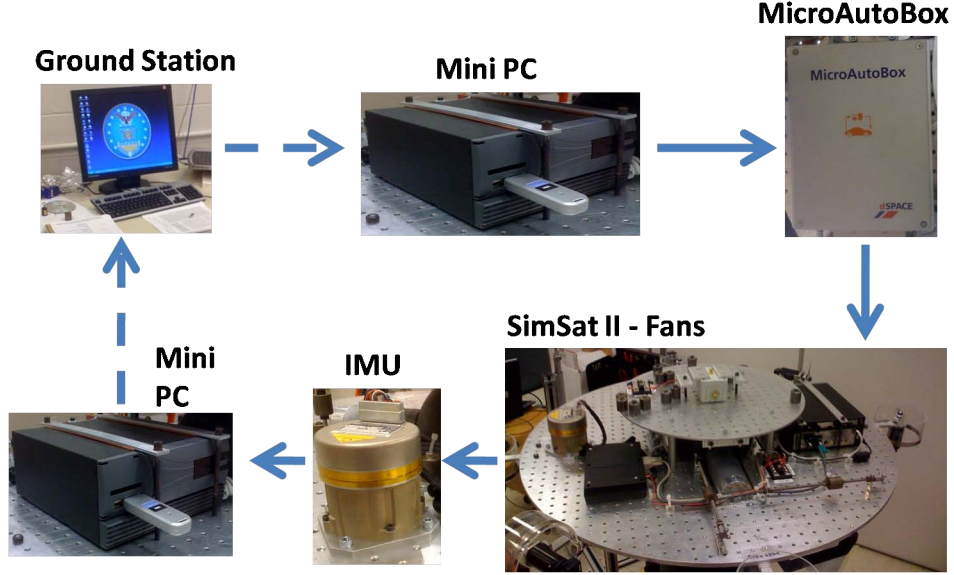 MicroAutoBox
Ground Station
Mini PC
MicroAutoBox
dSPACE
SimSat II - Fans
Mini
PC
IMU